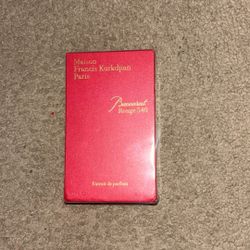 Maison
Francis Kurkdjian
Paris
Baccarat
Rouge 540
Extrait de parfum